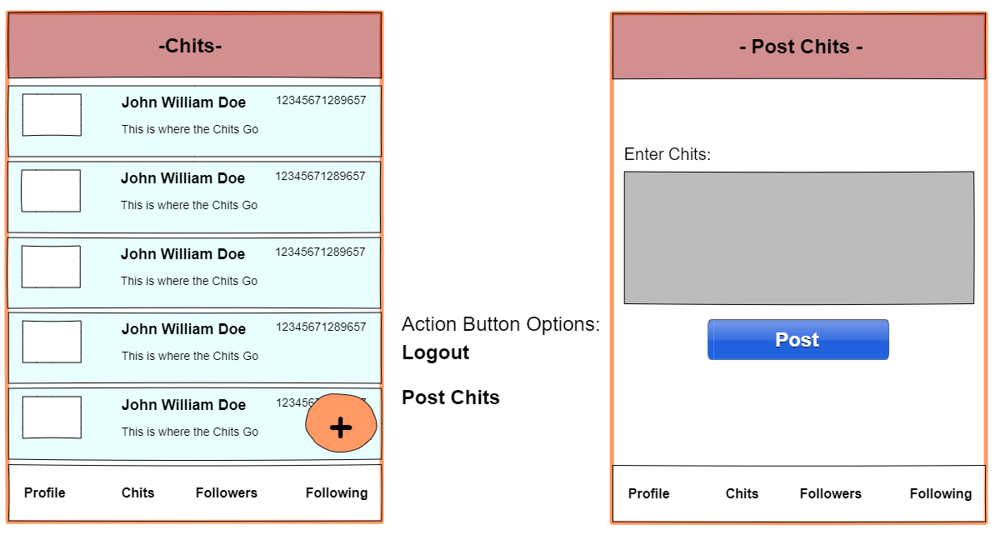 -Chits-
John William Doe 12345671289657
This is where the Chits Go
John William Doe 12345671289657
This is where the Chits Go
John William Doe 12345671289657
This is where the Chits Go
John William Doe 12345671289657
This is where the Chits Go
John William Doe
This is where the Chits Go
+
Profile Chits Followers Following
Action Button Options:
Logout
Post Chits
- Post Chits -
Enter Chits:
Post
Profile Chits Followers Following